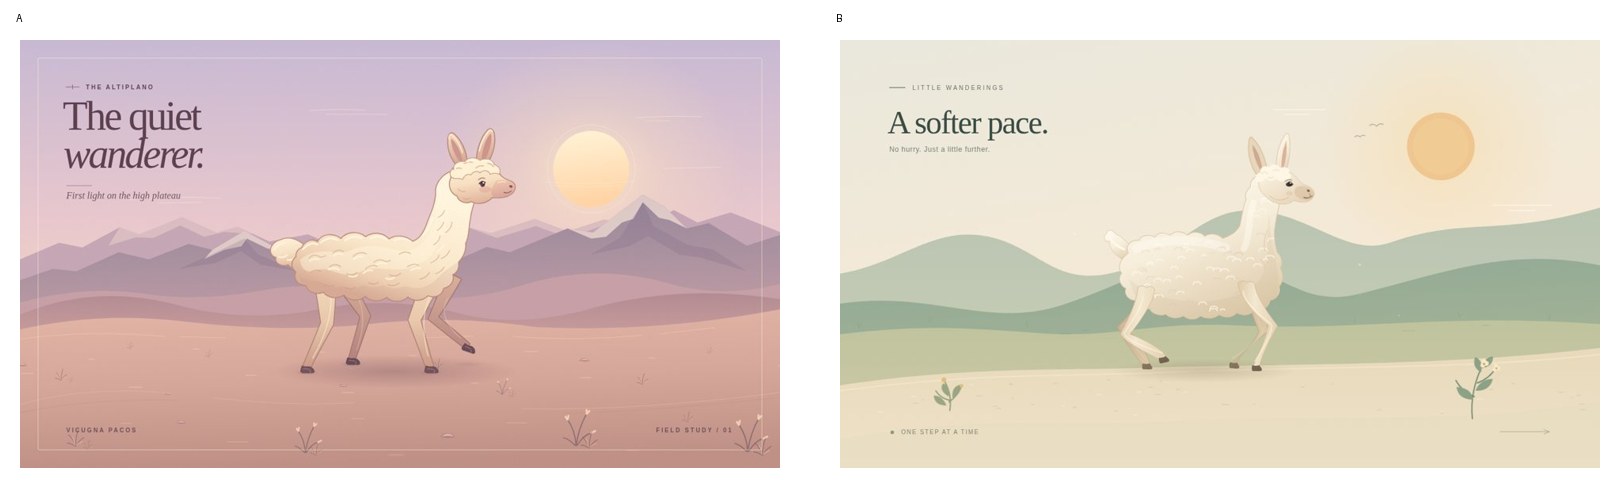 A
THE ALTIPLANO
The quiet
wanderer.
First light on the high plateau
VICUGNA PACOS
FIELD STUDY / 01
B
LITTLE WANDERINGS
A softer pace.
No hurry. Just a little further.
ONE STEP AT A TIME